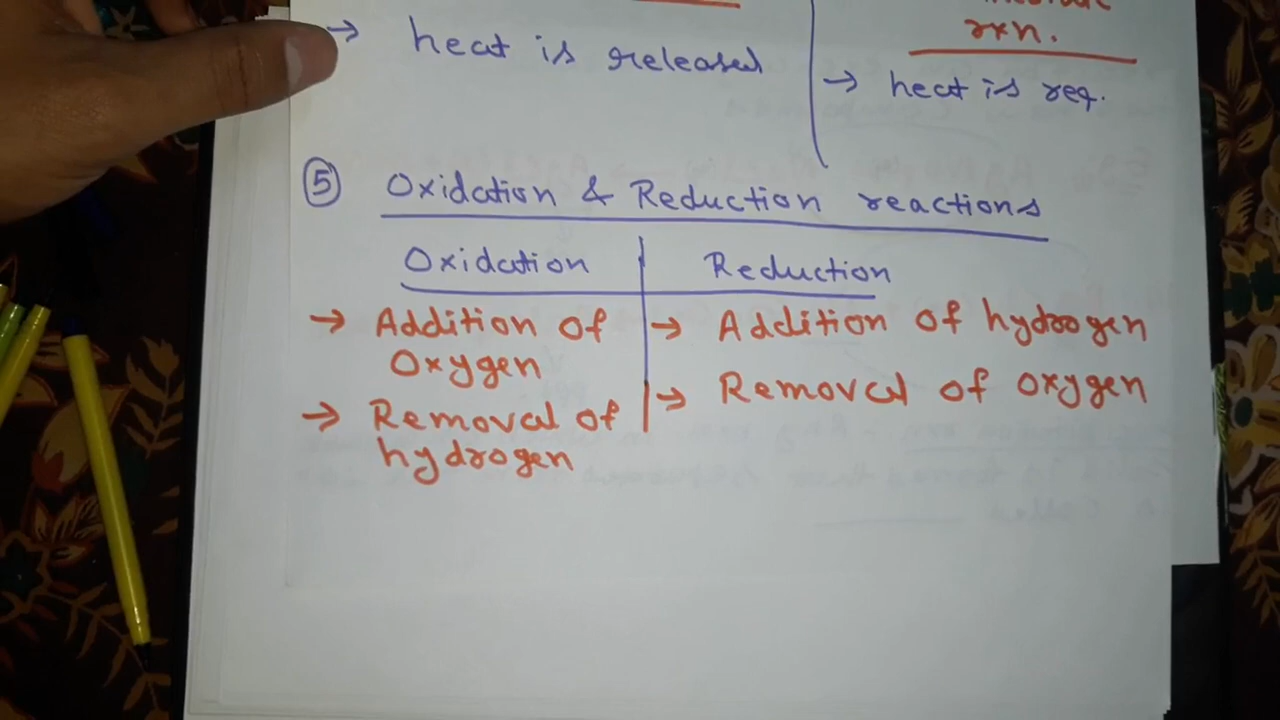 → heat is released
rxn.
→ heat is req.
⑤ Oxidation & Reduction reactions
Oxidation
→ Addition of
Oxygen
→ Removal of
hydrogen
Reduction
→ Addition of hydrogen
→ Removal of oxygen